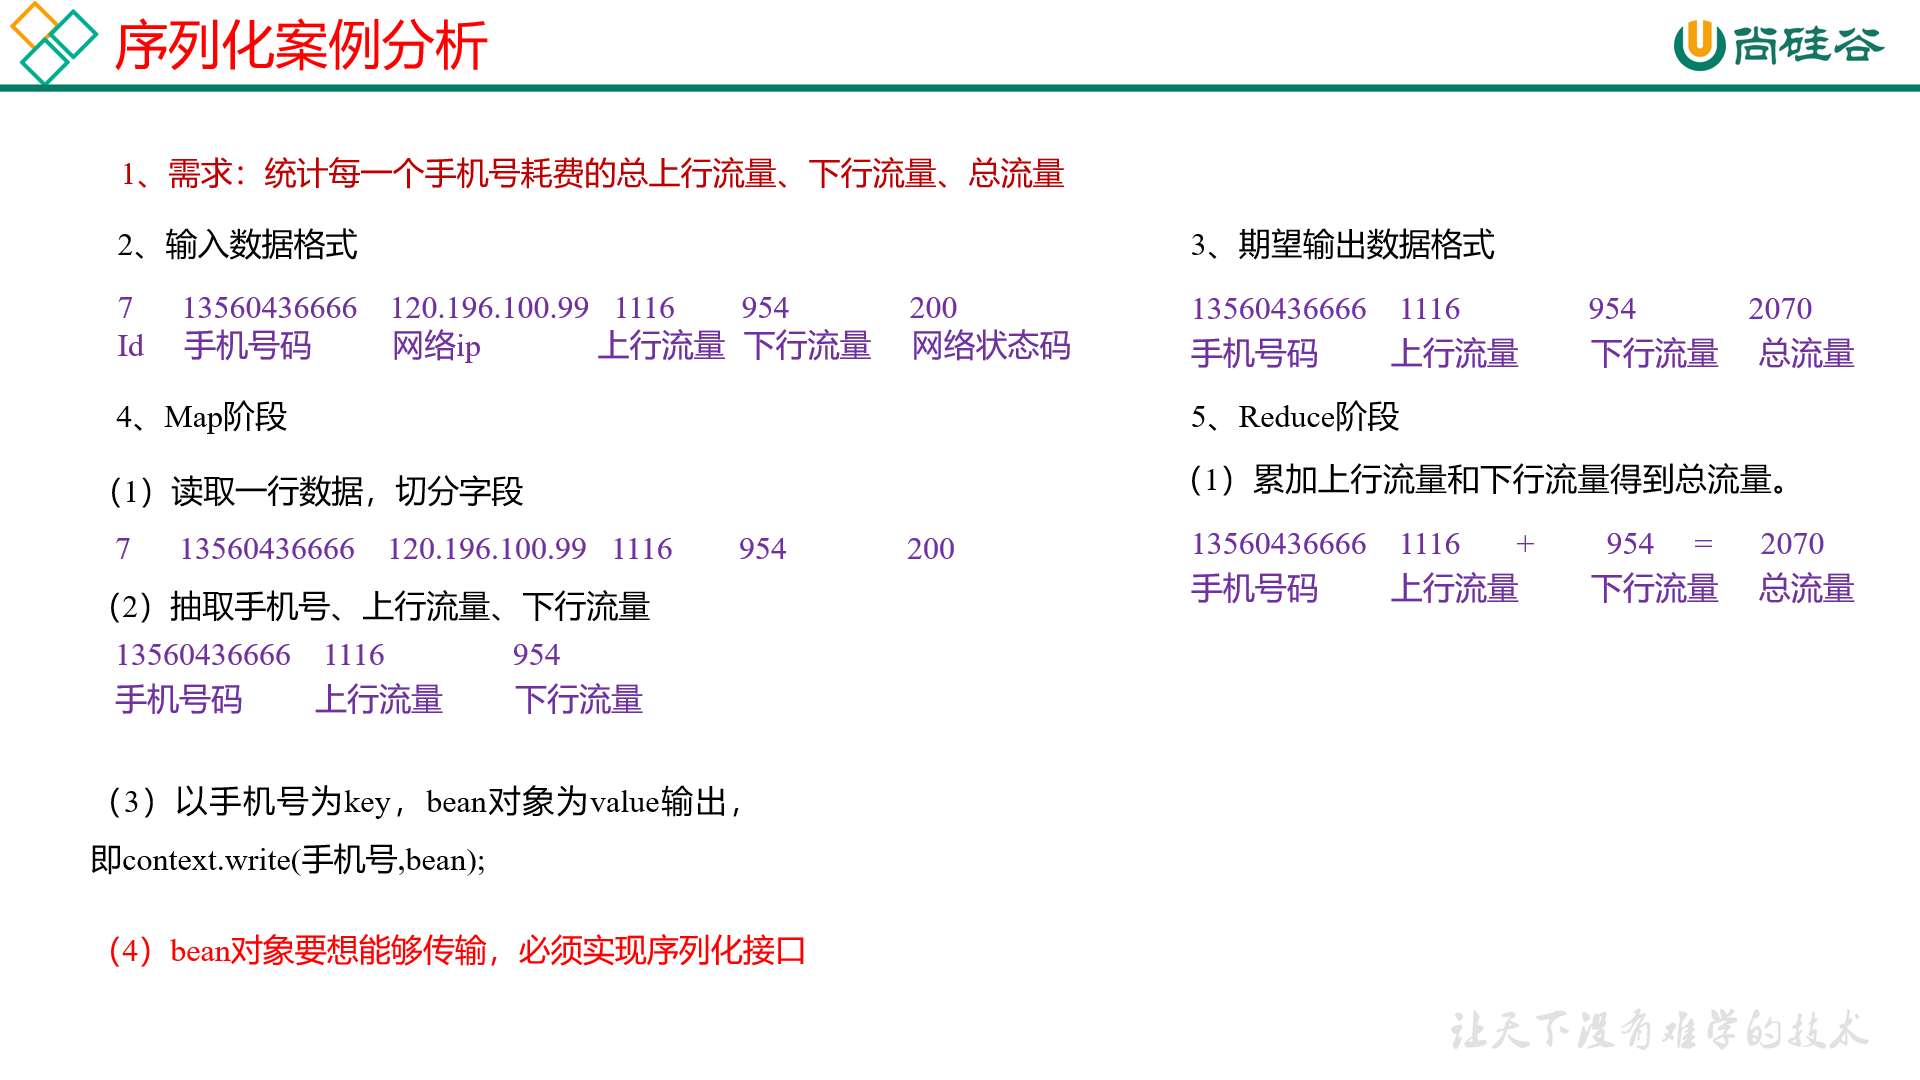 序列化案例分析
尚硅谷
1、需求：统计每一个手机号耗费的总上行流量、下行流量、总流量
2、输入数据格式
7 13560436666 120.196.100.99 1116 954 200
Id 手机号码 网络ip 上行流量 下行流量 网络状态码
3、期望输出数据格式
13560436666 1116 954 2070
手机号码 上行流量 下行流量 总流量
4、Map阶段
（1）读取一行数据，切分字段
7 13560436666 120.196.100.99 1116 954 200
（2）抽取手机号、上行流量、下行流量
13560436666 1116 954
手机号码 上行流量 下行流量
（3）以手机号为key，bean对象为value输出，
即context.write(手机号,bean);
（4）bean对象要想能够传输，必须实现序列化接口
5、Reduce阶段
（1）累加上行流量和下行流量得到总流量。
13560436666 1116 + 954 = 2070
手机号码 上行流量 下行流量 总流量
让天下没有难学的技术